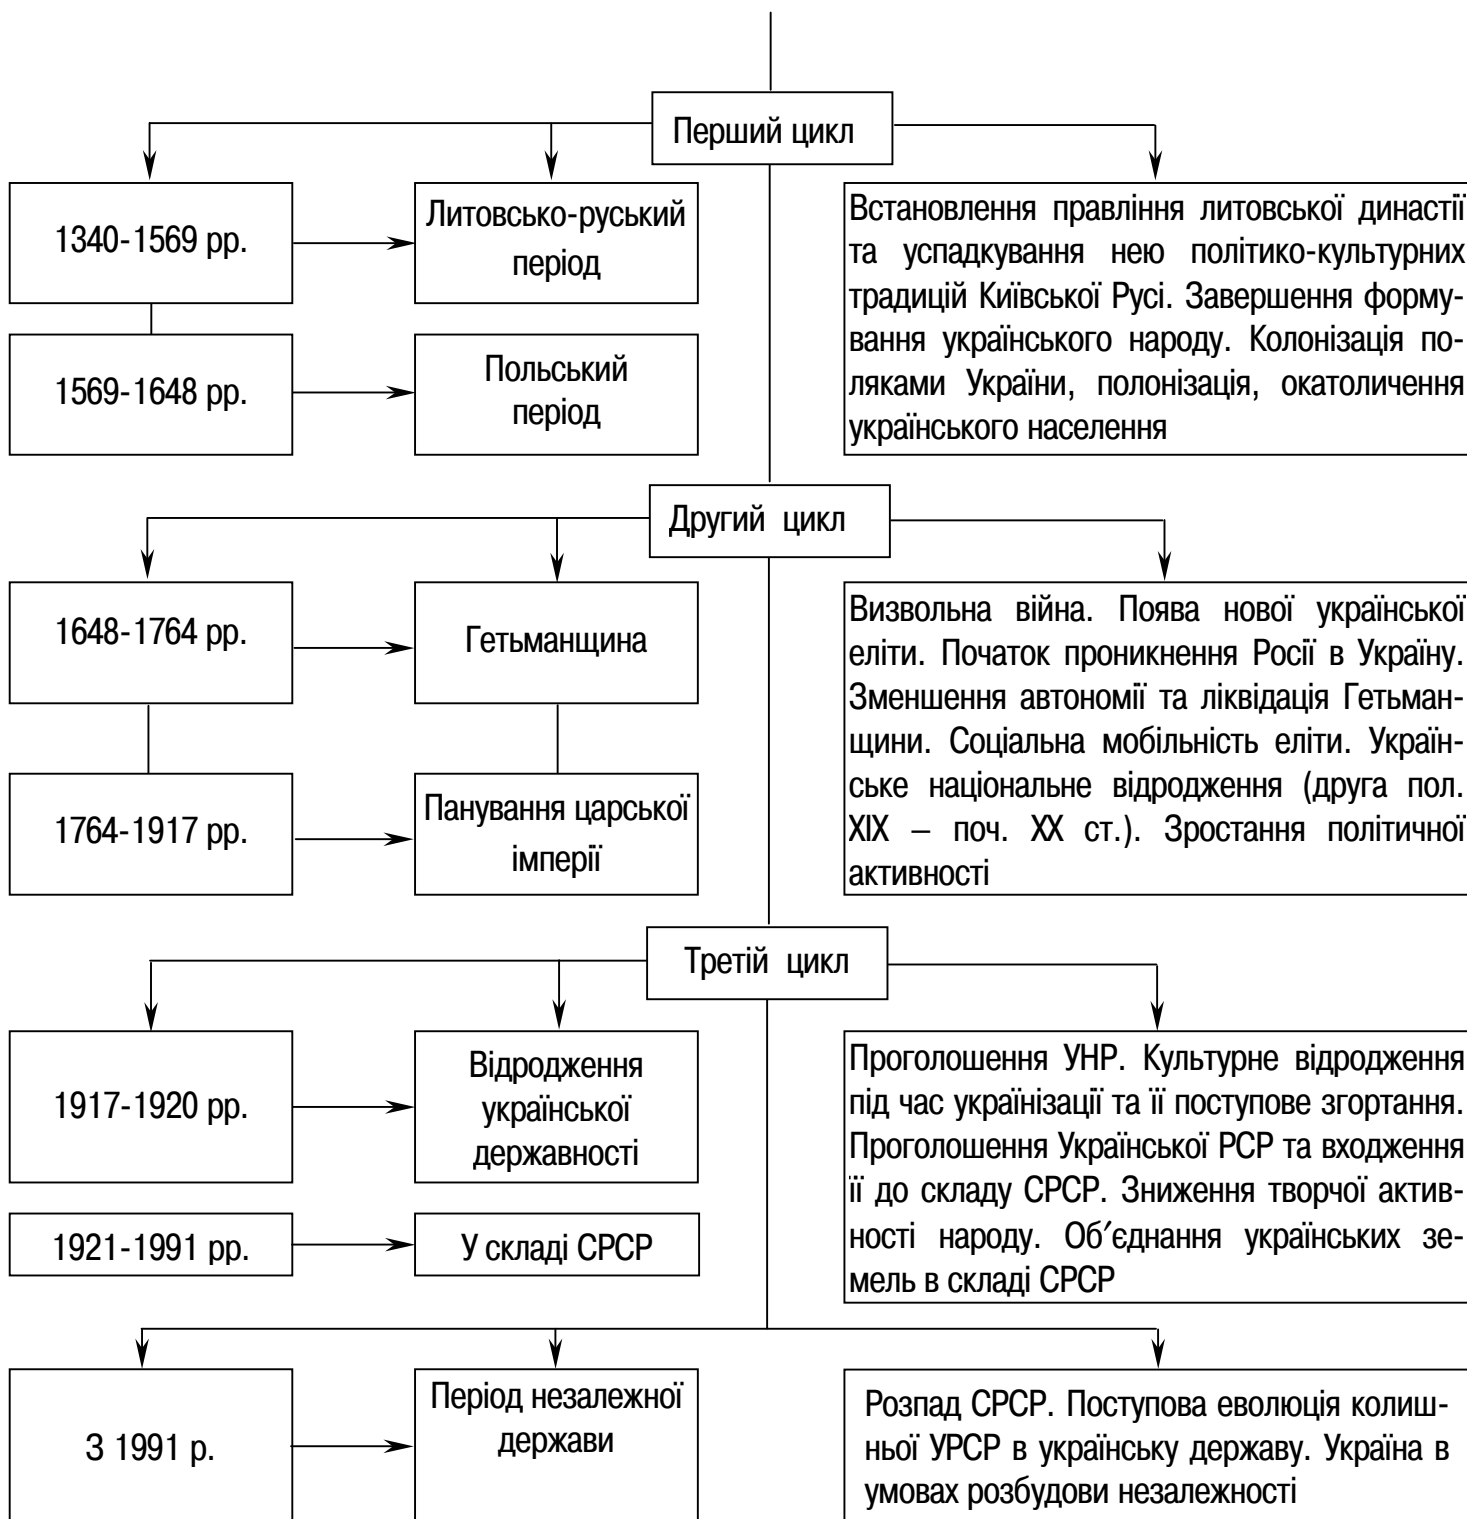 Перший цикл
1340-1569 рр.
Литовсько-руський
період
1569-1648 рр.
Польський
період
Встановлення правління литовської династії
та успадкування нею політико-культурних
традицій Київської Русі. Завершення форму-
вання українського народу. Колонізація по-
ляками України, полонізація, окатоличення
українського населення
Другий цикл
1648-1764 рр.
Гетьманщина
1764-1917 рр.
Панування царської
імперії
Визвольна війна. Поява нової української
еліти. Початок проникнення Росії в Україну.
Зменшення автономії та ліквідація Гетьман-
щини. Соціальна мобільність еліти. Україн-
ське національне відродження (друга пол.
XIX – поч. XX ст.). Зростання політичної
активності
Третій цикл
1917-1920 рр.
Відродження
української
державності
1921-1991 рр.
У складі СРСР
Проголошення УНР. Культурне відродження
під час українізації та її поступове згортання.
Проголошення Української РСР та входження
її до складу СРСР. Зниження творчої актив-
ності народу. Об′єднання українських зе-
мель в складі СРСР
З 1991 р.
Період незалежної
держави
Розпад СРСР. Поступова еволюція колиш-
ньої УРСР в українську державу. Україна в
умовах розбудови незалежності